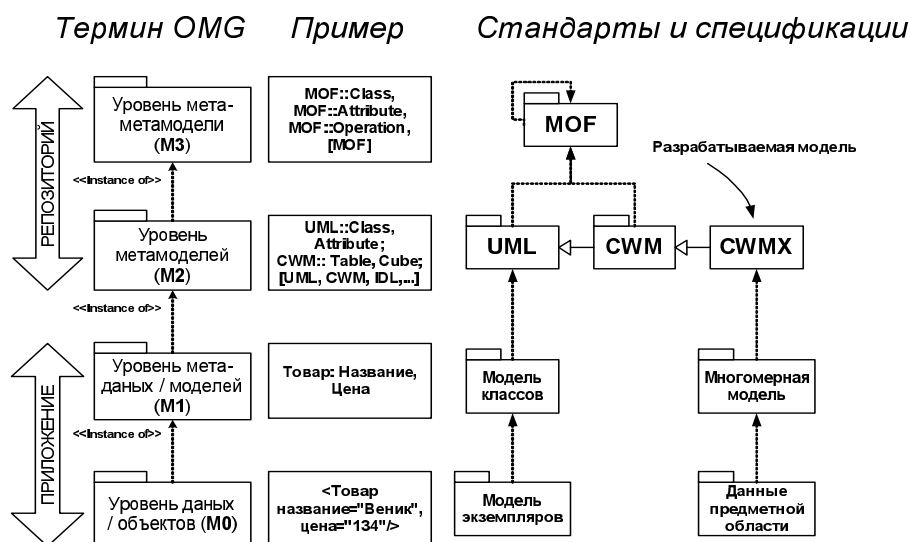 Термин OMG
Пример
Стандарты и спецификации
РЕПОЗИТОРИЙ
Уровень мета-
метамодели
(M3)
MOF::Class,
MOF::Attribute,
MOF::Operation ,
[MOF]
MOF
Разрабатываемая модель
<<Instance of>>
Уровень
метамоделей
(M2)
UML::Class,
Attribute;
CWM:: Table, Cube;
[UML, CWM, IDL,...]
UML
CWM
CWMX
<<Instance of>>
ПРИЛОЖЕНИЕ
Уровень мета-
даных / моделей
(M1)
Товар: Название,
Цена
Модель
классов
Многомерная
модель
<<Instance of>>
Уровень даных
/ объектов (M0)
<Товар
название="Веник",
цена="134"/>
Модель
экземпляров
Данные
предметной
области